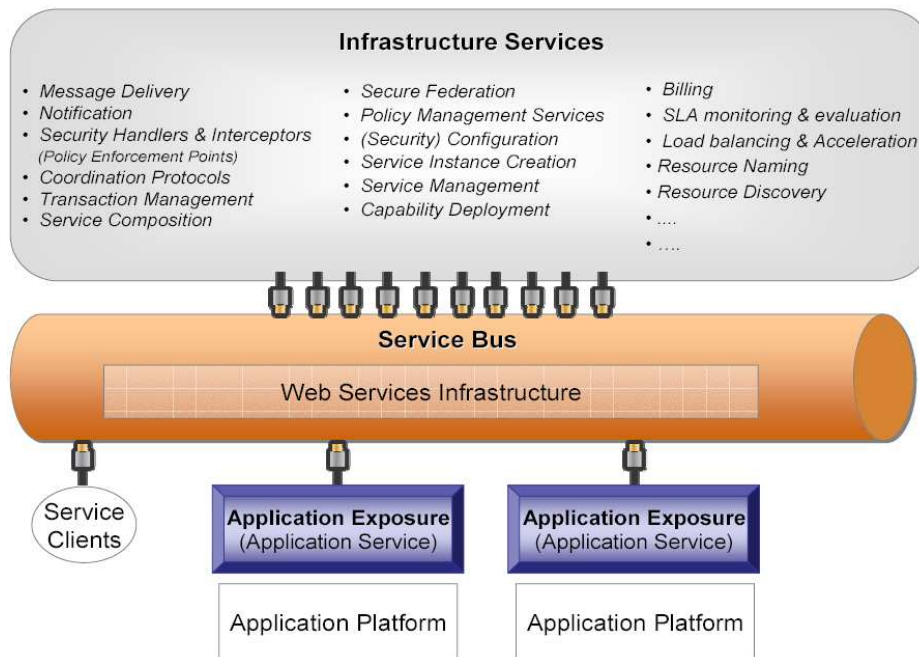 Infrastructure Services
• Message Delivery
• Notification
• Security Handlers & Interceptors
(Policy Enforcement Points)
• Coordination Protocols
• Transaction Management
• Service Composition
• Secure Federation
• Policy Management Services
• (Security) Configuration
• Service Instance Creation
• Service Management
• Capability Deployment
• Billing
• SLA monitoring & evaluation
• Load balancing & Acceleration
• Resource Naming
• Resource Discovery
• ....
• ....
Service Bus
Web Services Infrastructure
Service
Clients
Application Exposure
(Application Service)
Application Platform
Application Exposure
(Application Service)
Application Platform